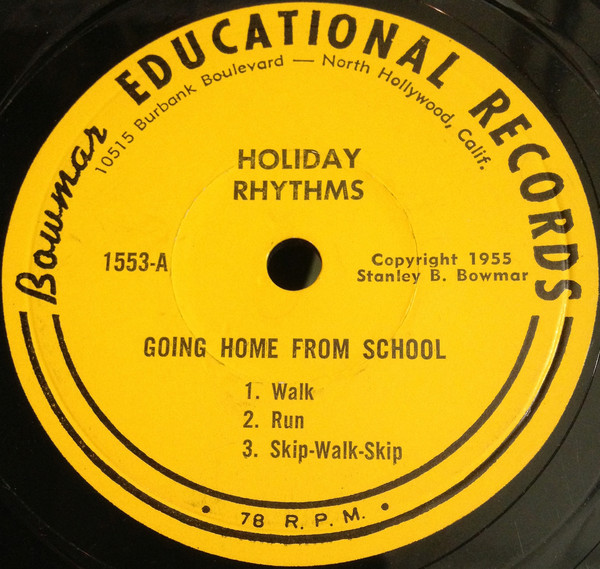 Bowmar EDUCATIONAL RECORDS
10515 Burbank Boulevard — North Hollywood, Calif.
HOLIDAY
RHYTHMS
1553-A
Copyright 1955
Stanley B. Bowmar
GOING HOME FROM SCHOOL
1. Walk
2. Run
3. Skip-Walk-Skip
• 78 R. P. M. •